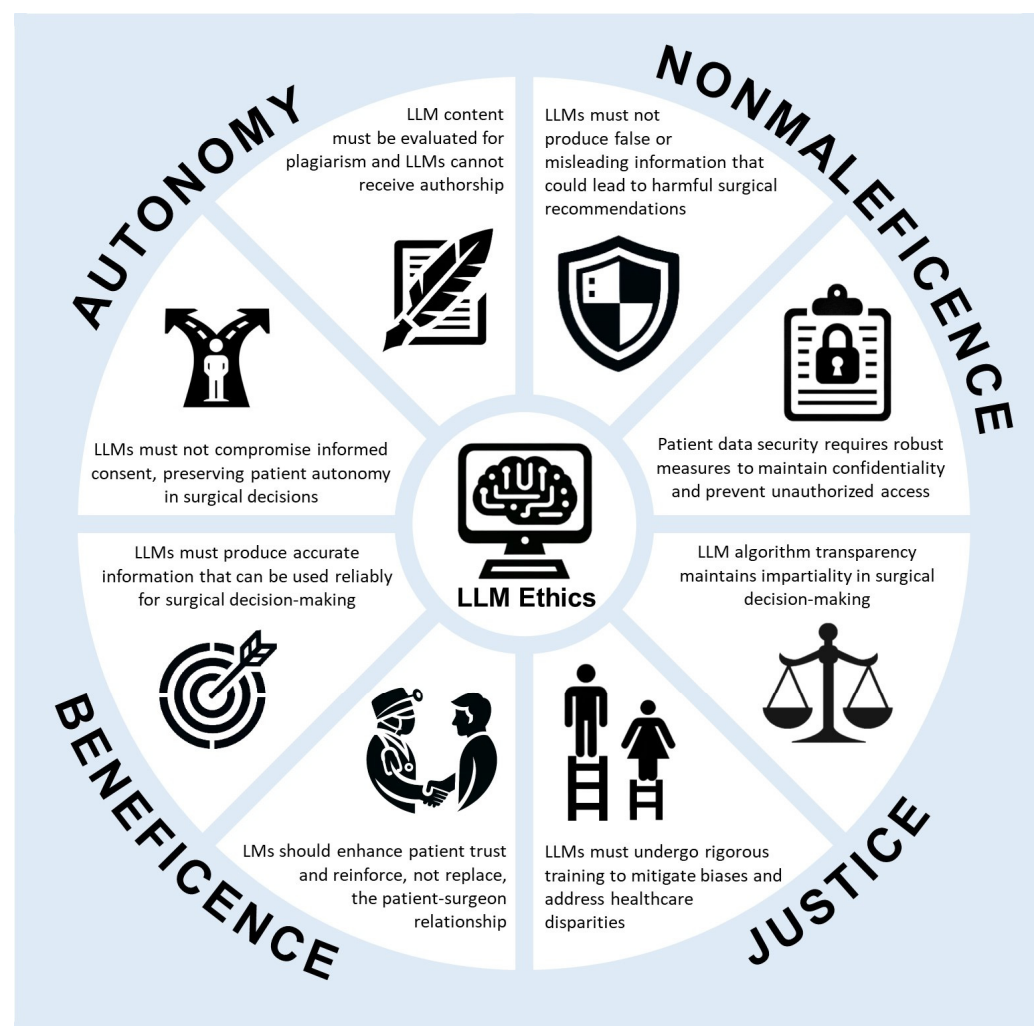 AUTONOMY
LLM content
must be evaluated for
plagiarism and LLMs cannot
receive authorship
LLMs must not compromise informed
consent, preserving patient autonomy
in surgical decisions
NONMALEFICENCE
LLMs must not
produce false or
misleading information that
could lead to harmful surgical
recommendations
Patient data security requires robust
measures to maintain confidentiality
and prevent unauthorized access
LLM Ethics
LLMs must produce accurate
information that can be used reliably
for surgical decision-making
LMs should enhance patient trust
and reinforce, not replace,
the patient-surgeon
relationship
BENEFICENCE
LLM algorithm transparency
maintains impartiality in surgical
decision-making
LLMs must undergo rigorous
training to mitigate biases and
address healthcare
disparities
JUSTICE